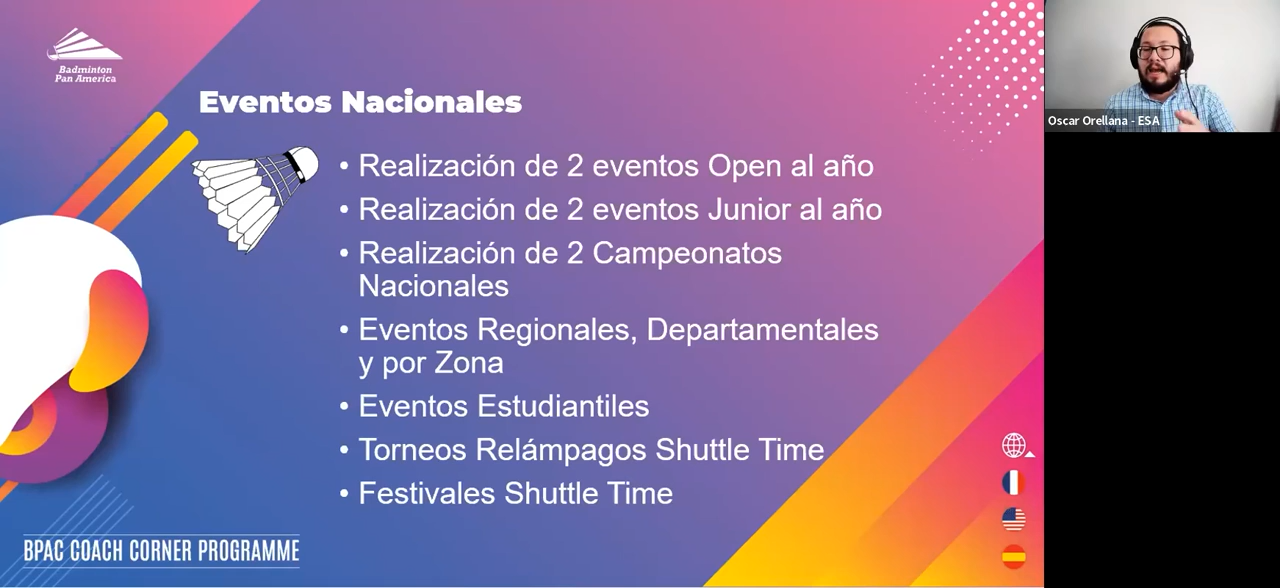 Badminton
Pan America
Eventos Nacionales
• Realización de 2 eventos Open al año
• Realización de 2 eventos Junior al año
• Realización de 2 Campeonatos
Nacionales
• Eventos Regionales, Departamentales
y por Zona
• Eventos Estudiantiles
• Torneos Relámpagos Shuttle Time
• Festivales Shuttle Time
BPAC COACH CORNER PROGRAMME
Oscar Orellana - ESA